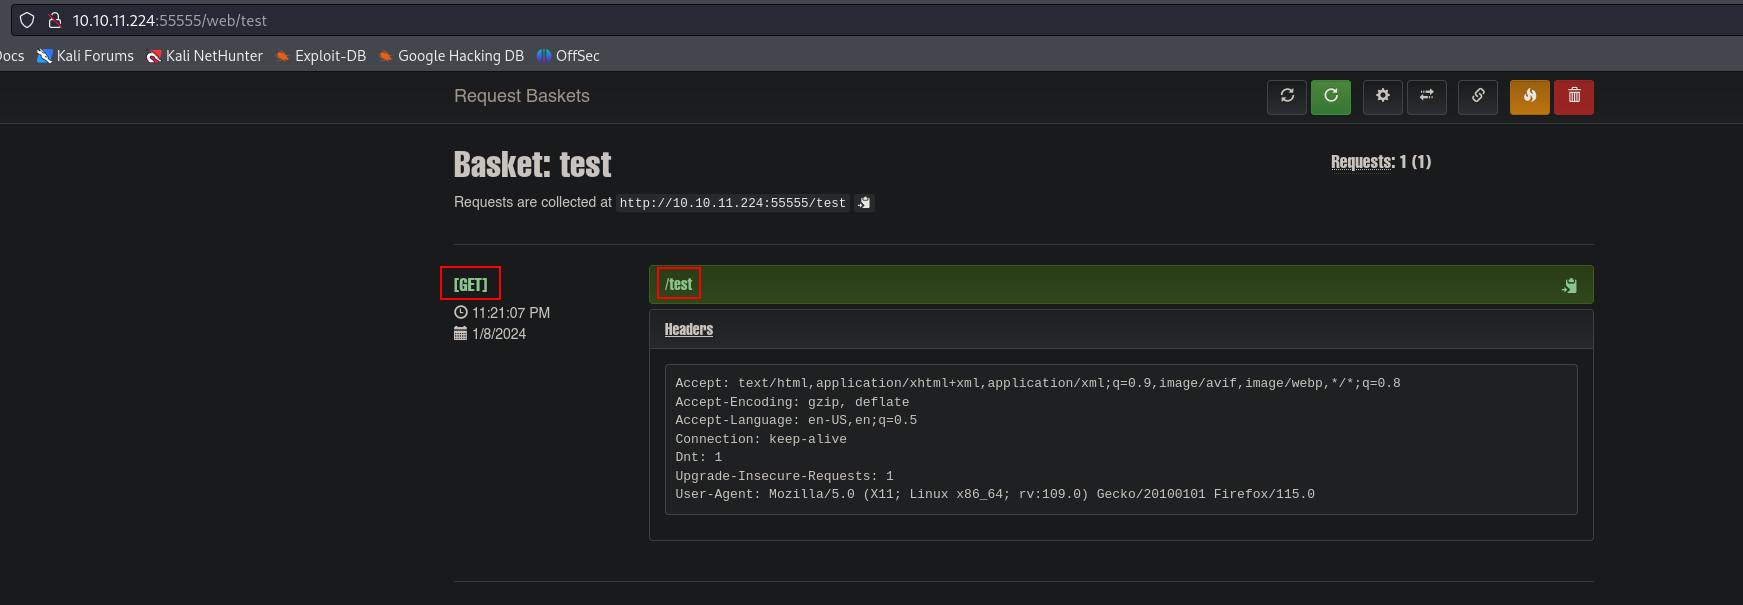 10.10.11.224:55555/web/test
Docs Kali Forums Kali NetHunter Exploit-DB Google Hacking DB OffSec
Request Baskets
Basket: test
Requests: 1 (1)
Requests are collected at http://10.10.11.224:55555/test
[GET]
/test
11:21:07 PM
1/8/2024
Headers
Accept: text/html,application/xhtml+xml,application/xml;q=0.9,image/avif,image/webp,*/*;q=0.8
Accept-Encoding: gzip, deflate
Accept-Language: en-US,en;q=0.5
Connection: keep-alive
Dnt: 1
Upgrade-Insecure-Requests: 1
User-Agent: Mozilla/5.0 (X11; Linux x86_64; rv:109.0) Gecko/20100101 Firefox/115.0